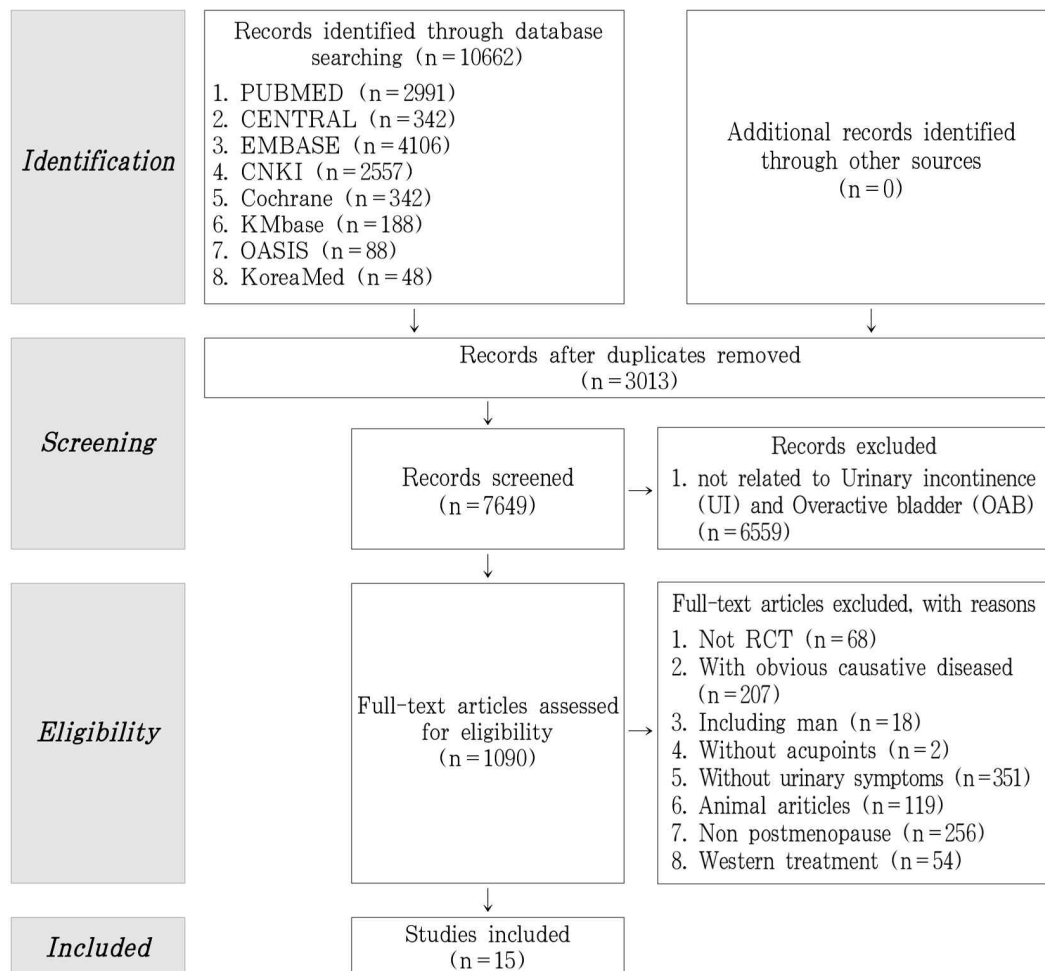 Identification
Records identified through database
searching (n=10662)
1. PUBMED (n=2991)
2. CENTRAL (n=342)
3. EMBASE (n=4106)
4. CNKI (n=2557)
5. Cochrane (n=342)
6. KMbase (n=188)
7. OASIS (n=88)
8. KoreaMed (n=48)
Additional records identified
through other sources
(n=0)
Screening
Records after duplicates removed
(n=3013)
Records screened
(n=7649)
Records excluded
1. not related to Urinary incontinence
(UI) and Overactive bladder (OAB)
(n=6559)
Eligibility
Full-text articles assessed
for eligibility
(n=1090)
Full-text articles excluded, with reasons
1. Not RCT (n=68)
2. With obvious causative diseased
(n=207)
3. Including man (n=18)
4. Without acupoints (n=2)
5. Without urinary symptoms (n=351)
6. Animal ariticles (n=119)
7. Non postmenopause (n=256)
8. Western treatment (n=54)
Included
Studies included
(n=15)